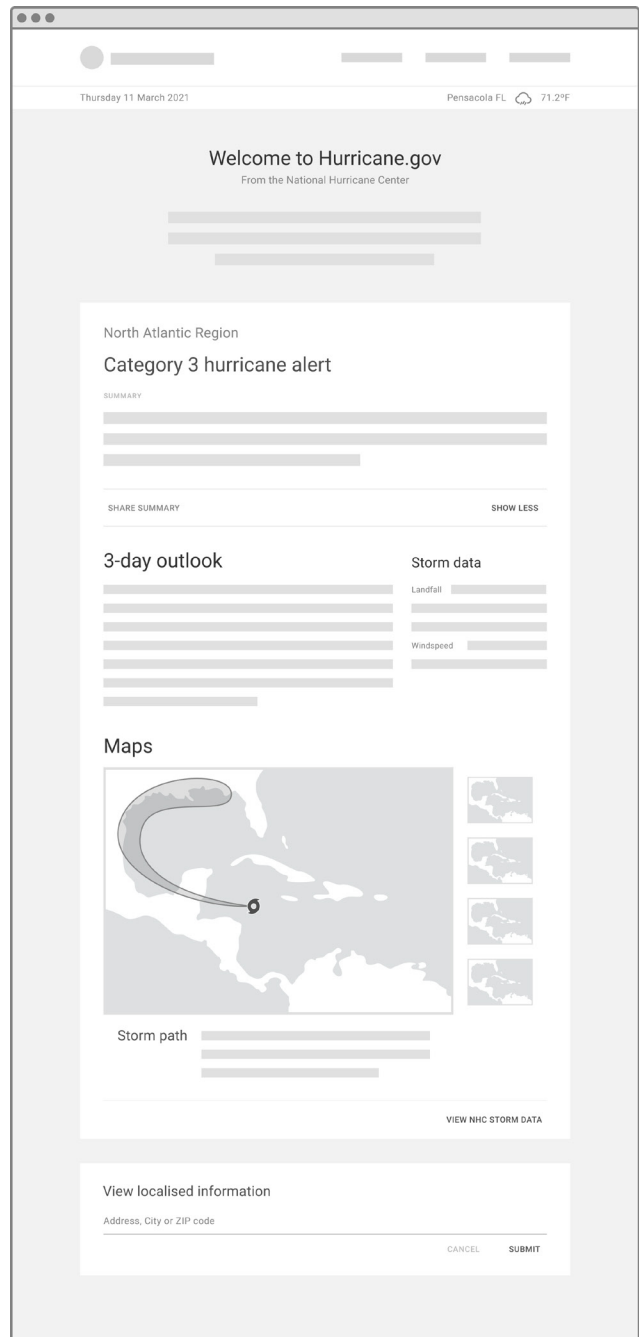 Thursday 11 March 2021
Pensacola FL 71.2ºF
Welcome to Hurricane.gov
From the National Hurricane Center
North Atlantic Region
Category 3 hurricane alert
SUMMARY
SHARE SUMMARY
SHOW LESS
3-day outlook
Storm data
Landfall
Windspeed
Maps
Storm path
VIEW NHC STORM DATA
View localised information
Address, City or ZIP code
CANCEL SUBMIT